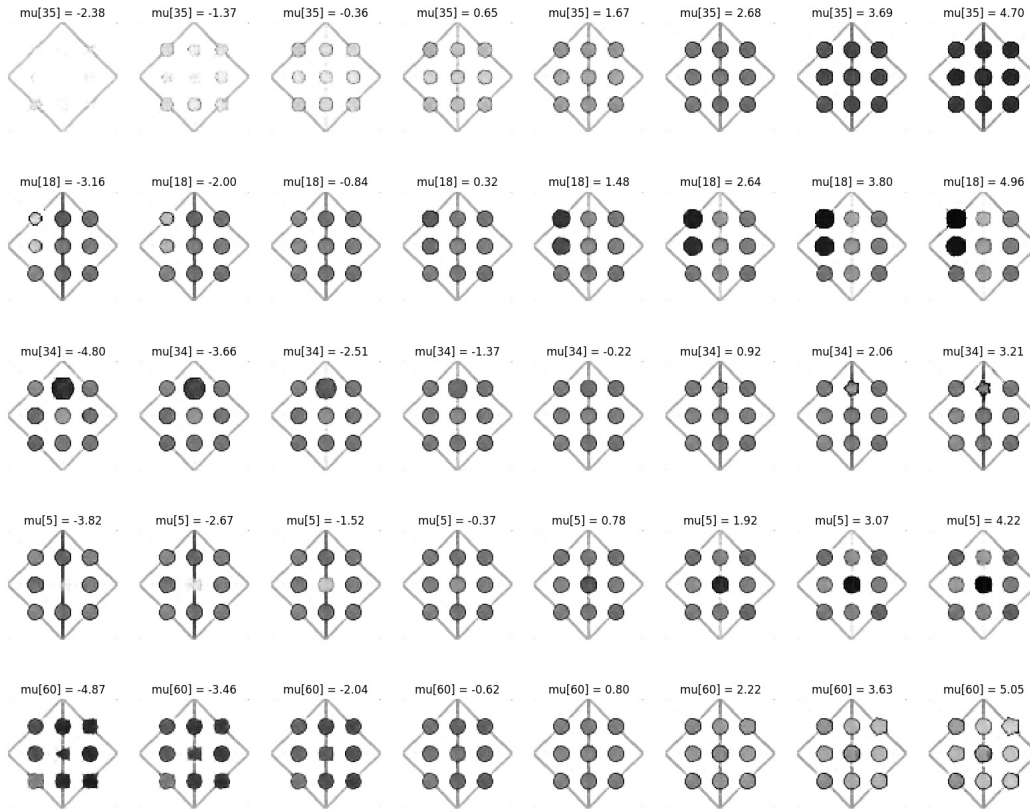 mu[35] = -2.38 mu[35] = -1.37 mu[35] = -0.36 mu[35] = 0.65 mu[35] = 1.67 mu[35] = 2.68 mu[35] = 3.69 mu[35] = 4.70
mu[18] = -3.16 mu[18] = -2.00 mu[18] = -0.84 mu[18] = 0.32 mu[18] = 1.48 mu[18] = 2.64 mu[18] = 3.80 mu[18] = 4.96
mu[34] = -4.80 mu[34] = -3.66 mu[34] = -2.51 mu[34] = -1.37 mu[34] = -0.22 mu[34] = 0.92 mu[34] = 2.06 mu[34] = 3.21
mu[5] = -3.82 mu[5] = -2.67 mu[5] = -1.52 mu[5] = -0.37 mu[5] = 0.78 mu[5] = 1.92 mu[5] = 3.07 mu[5] = 4.22
mu[60] = -4.87 mu[60] = -3.46 mu[60] = -2.04 mu[60] = -0.62 mu[60] = 0.80 mu[60] = 2.22 mu[60] = 3.63 mu[60] = 5.05